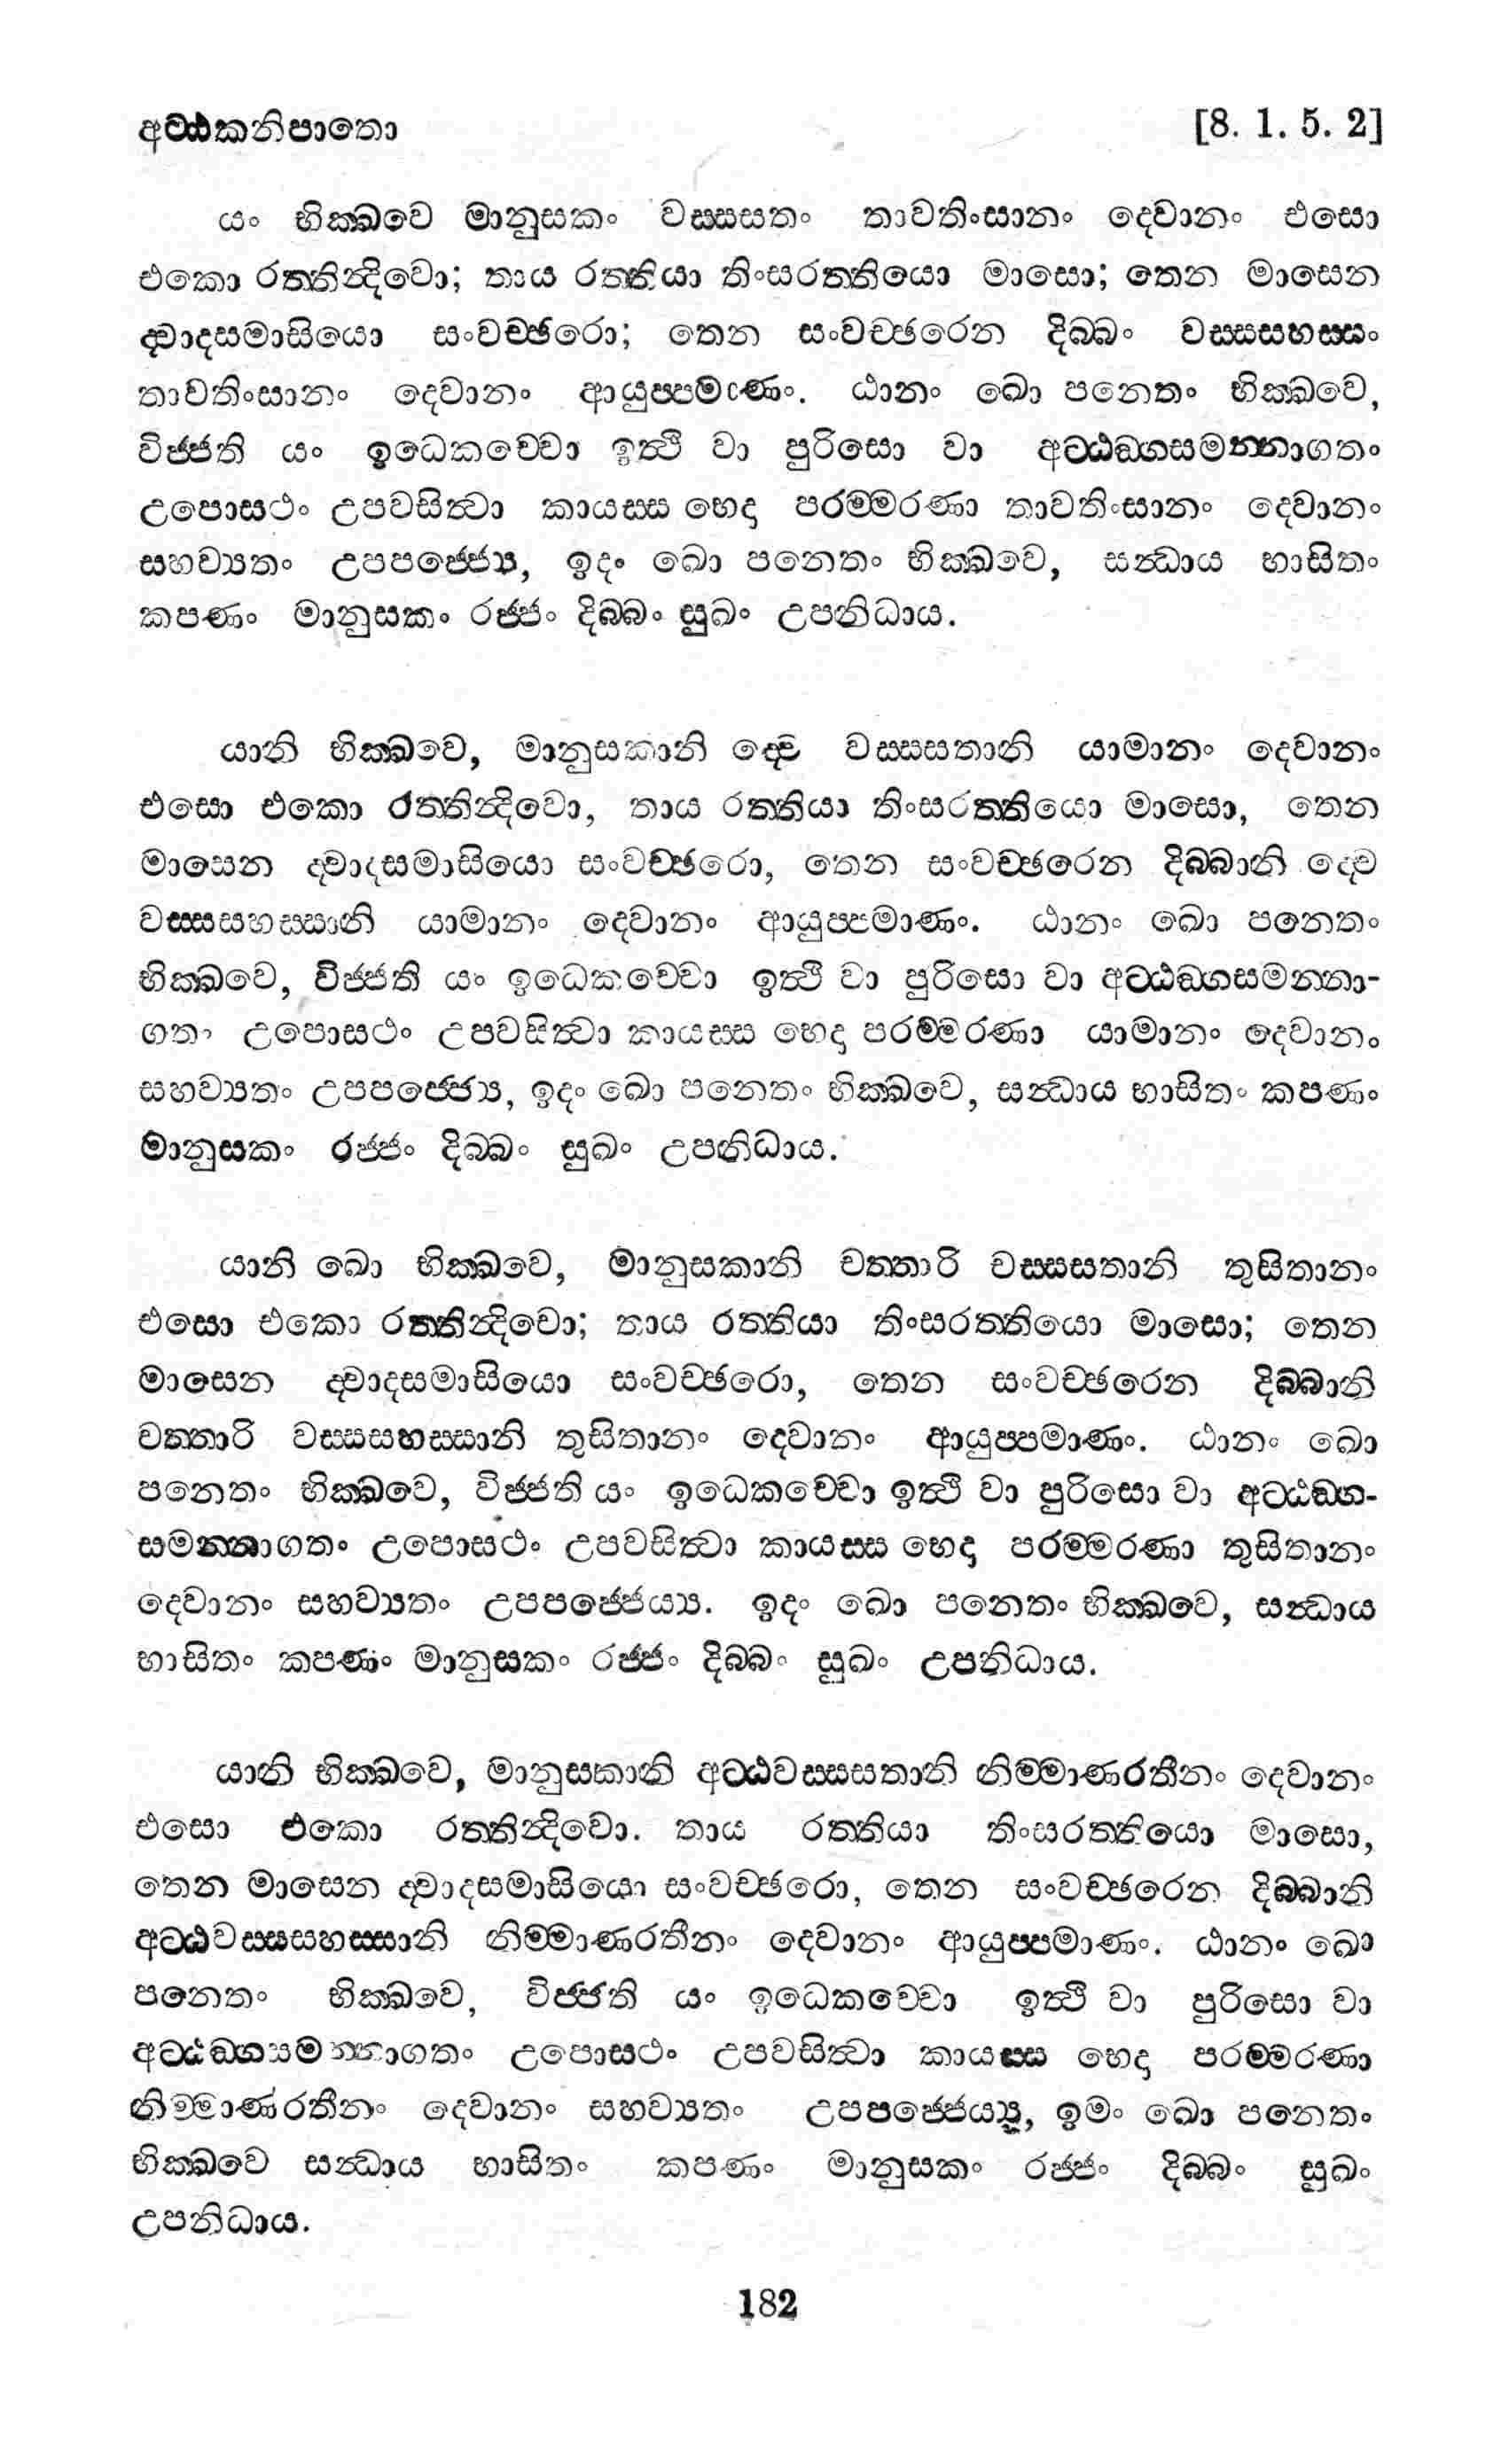 අට්ඨකනිපාතො [8. 1. 5. 2]
යං භික්ඛවෙ මානුසකං වස්සසතං තාවතිංසානං දෙවානං එසො
එකො රත්තින්දිවො; තාය රත්තියා තිංසරත්තියො මාසො; තෙන මාසෙන
ද්වාදසමාසියො සංවච්ඡරො; තෙන සංවච්ඡරෙන දිබ්බං වස්සසහස්සං
තාවතිංසානං දෙවානං ආයුප්පමාණං. ඨානං ඛො පනෙතං භික්ඛවෙ,
විජ්ජති යං ඉධෙකච්චො ඉත්ථි වා පුරිසො වා අට්ඨඞ්ගසමන්නාගතං
උපොසථං උපවසිත්වා කායස්ස භෙදා පරම්මරණා තාවතිංසානං දෙවානං
සහව්‍යතං උපපජ්ජෙය්‍ය, ඉදං ඛො පනෙතං භික්ඛවෙ, සන්ධාය භාසිතං
කපණං මානුසකං රජ්ජං දිබ්බං සුඛං උපනිධාය.
යානි භික්ඛවෙ, මානුසකානි ද්වෙ වස්සසතානි යාමානං දෙවානං
එසො එකො රත්තින්දිවො, තාය රත්තියා තිංසරත්තියො මාසො, තෙන
මාසෙන ද්වාදසමාසියො සංවච්ඡරො, තෙන සංවච්ඡරෙන දිබ්බානි ද්වෙ
වස්සසහස්සානි යාමානං දෙවානං ආයුප්පමාණං. ඨානං ඛො පනෙතං
භික්ඛවෙ, විජ්ජති යං ඉධෙකච්චො ඉත්ථි වා පුරිසො වා අට්ඨඞ්ගසමන්නා-
ගතං උපොසථං උපවසිත්වා කායස්ස භෙදා පරම්මරණා යාමානං දෙවානං
සහව්‍යතං උපපජ්ජෙය්‍ය, ඉදං ඛො පනෙතං භික්ඛවෙ, සන්ධාය භාසිතං කපණං
මානුසකං රජ්ජං දිබ්බං සුඛං උපනිධාය.
යානි ඛො භික්ඛවෙ, මානුසකානි චත්තාරි වස්සසතානි තුසිතානං
එසො එකො රත්තින්දිවො; තාය රත්තියා තිංසරත්තියො මාසො; තෙන
මාසෙන ද්වාදසමාසියො සංවච්ඡරො, තෙන සංවච්ඡරෙන දිබ්බානි
චත්තාරි වස්සසහස්සානි තුසිතානං දෙවානං ආයුප්පමාණං. ඨානං ඛො
පනෙතං භික්ඛවෙ, විජ්ජති යං ඉධෙකච්චො ඉත්ථි වා පුරිසො වා අට්ඨඞ්ග-
සමන්නාගතං උපොසථං උපවසිත්වා කායස්ස භෙදා පරම්මරණා තුසිතානං
දෙවානං සහව්‍යතං උපපජ්ජෙය්‍ය. ඉදං ඛො පනෙතං භික්ඛවෙ, සන්ධාය
භාසිතං කපණං මානුසකං රජ්ජං දිබ්බං සුඛං උපනිධාය.
යානි භික්ඛවෙ, මානුසකානි අට්ඨවස්සසතානි නිම්මාණරතීනං දෙවානං
එසො එකො රත්තින්දිවො. තාය රත්තියා තිංසරත්තියො මාසො,
තෙන මාසෙන ද්වාදසමාසියො සංවච්ඡරො, තෙන සංවච්ඡරෙන දිබ්බානි
අට්ඨවස්සසහස්සානි නිම්මාණරතීනං දෙවානං ආයුප්පමාණං. ඨානං ඛො
පනෙතං භික්ඛවෙ, විජ්ජති යං ඉධෙකච්චො ඉත්ථි වා පුරිසො වා
අට්ඨඞ්ගසමන්නාගතං උපොසථං උපවසිත්වා කායස්ස භෙදා පරම්මරණා
නිම්මාණරතීනං දෙවානං සහව්‍යතං උපපජ්ජෙය්‍ය, ඉමං ඛො පනෙතං
භික්ඛවෙ සන්ධාය භාසිතං කපණං මානුසකං රජ්ජං දිබ්බං සුඛං
උපනිධාය.
182